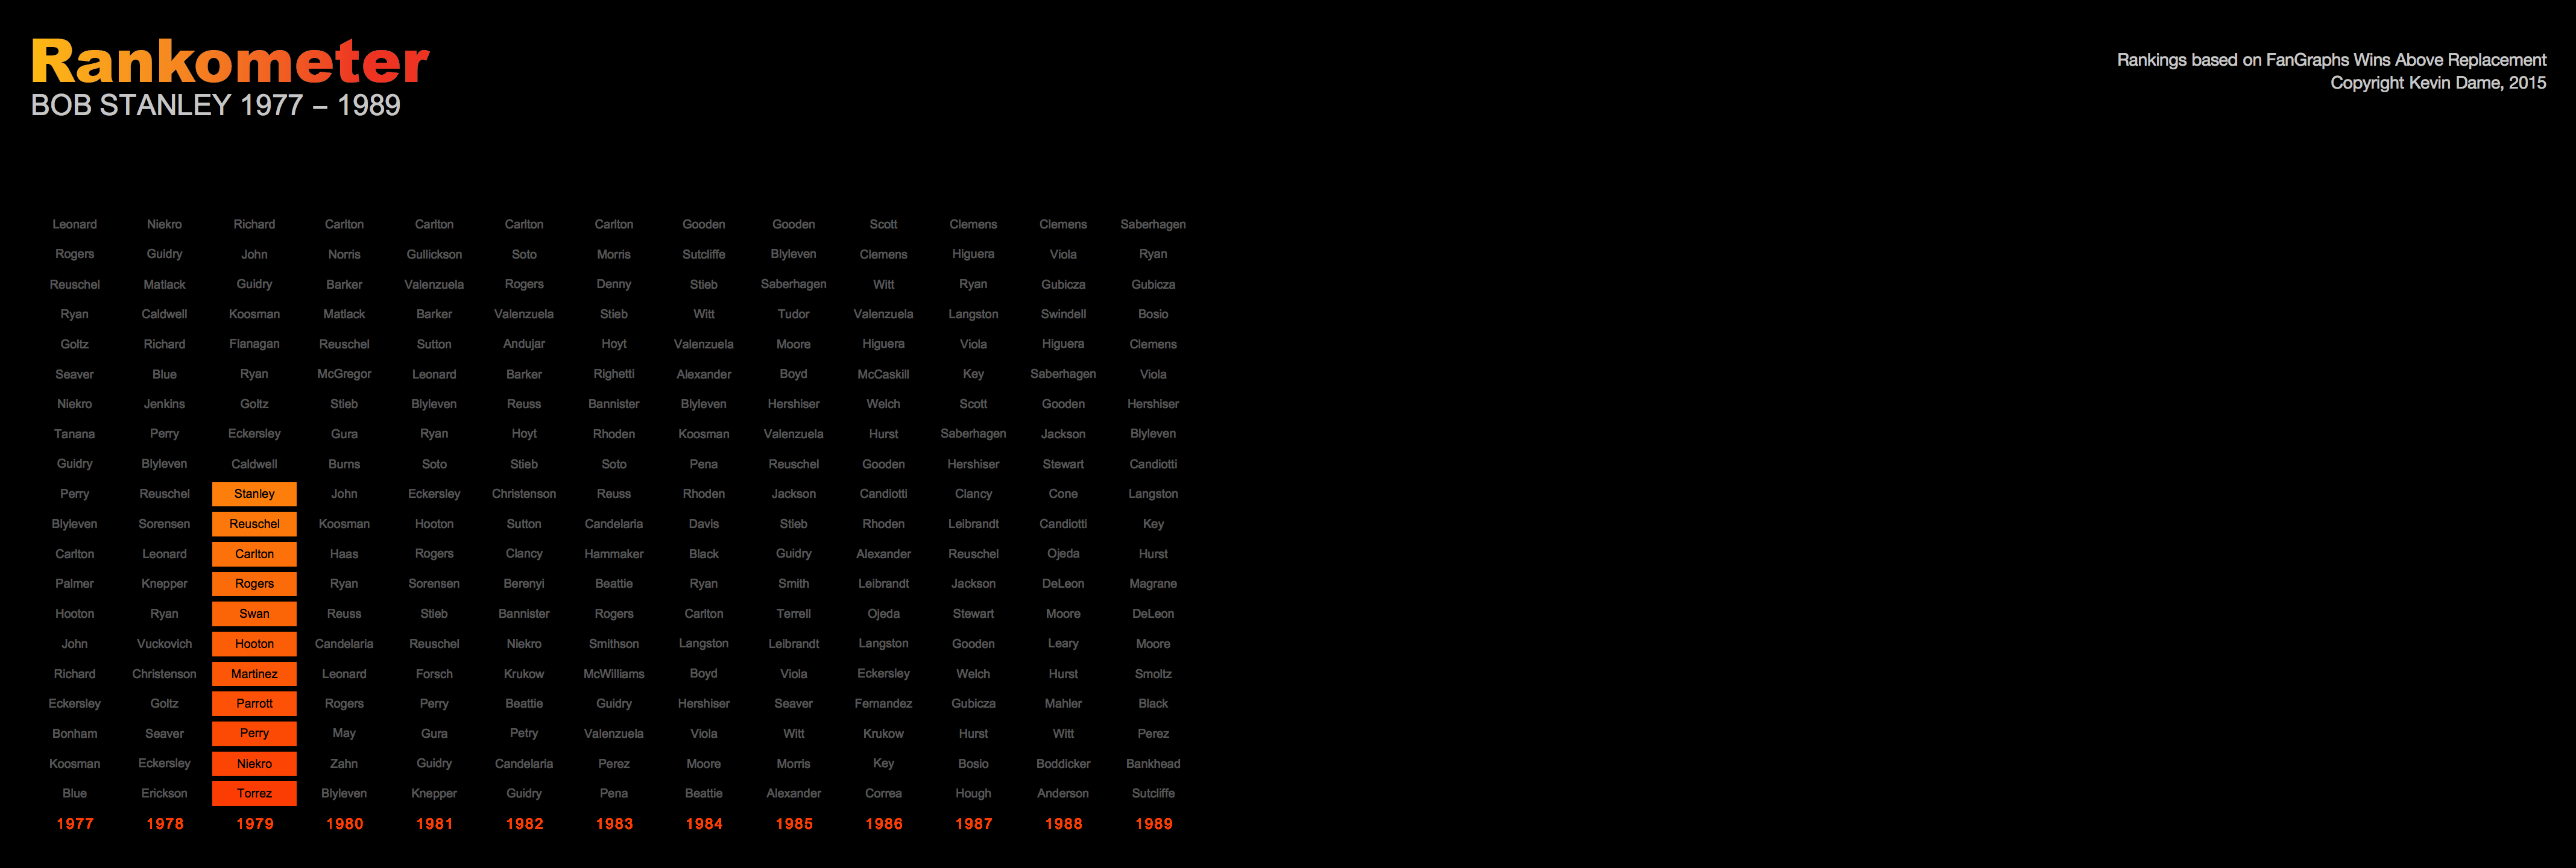 Rankometer
BOB STANLEY 1977 – 1989
Rankings based on FanGraphs Wins Above Replacement
Copyright Kevin Dame, 2015
Leonard Niekro Richard Carlton Carlton Carlton Carlton Gooden Gooden Scott Clemens Clemens Saberhagen
Rogers Guidry John Norris Gullickson Soto Morris Sutcliffe Blyleven Clemens Higuera Viola Ryan
Reuschel Matlack Guidry Barker Valenzuela Rogers Denny Stieb Saberhagen Witt Ryan Gubicza Gubicza
Ryan Caldwell Koosman Matlack Barker Valenzuela Stieb Witt Tudor Valenzuela Langston Swindell Bosio
Goltz Richard Flanagan Reuschel Sutton Andujar Hoyt Valenzuela Moore Higuera Viola Higuera Clemens
Seaver Blue Ryan McGregor Leonard Barker Righetti Alexander Boyd McCaskill Key Saberhagen Viola
Niekro Jenkins Goltz Stieb Blyleven Reuss Bannister Blyleven Hershiser Welch Scott Gooden Hershiser
Tanana Perry Eckersley Gura Ryan Hoyt Rhoden Koosman Valenzuela Hurst Saberhagen Jackson Blyleven
Guidry Blyleven Caldwell Burns Soto Stieb Soto Pena Reuschel Gooden Hershiser Stewart Candiotti
Perry Reuschel Stanley John Eckersley Christenson Reuss Rhoden Jackson Candiotti Clancy Cone Langston
Blyleven Sorensen Reuschel Koosman Hooton Sutton Candelaria Davis Stieb Rhoden Leibrandt Candiotti Key
Carlton Leonard Carlton Haas Rogers Clancy Hammaker Black Guidry Alexander Reuschel Ojeda Hurst
Palmer Knepper Rogers Ryan Sorensen Berenyi Beattie Ryan Smith Leibrandt Jackson DeLeon Magrane
Hooton Ryan Swan Reuss Stieb Bannister Rogers Carlton Terrell Ojeda Stewart Moore DeLeon
John Vuckovich Hooton Candelaria Reuschel Niekro Smithson Langston Leibrandt Langston Gooden Leary Moore
Richard Christenson Martinez Leonard Forsch Krukow McWilliams Boyd Viola Eckersley Welch Hurst Smoltz
Eckersley Goltz Parrott Rogers Perry Beattie Guidry Hershiser Seaver Fernandez Gubicza Mahler Black
Bonham Seaver Perry May Gura Petry Valenzuela Viola Witt Krukow Hurst Witt Perez
Koosman Eckersley Niekro Zahn Guidry Candelaria Perez Moore Morris Key Bosio Boddicker Bankhead
Blue Erickson Torrez Blyleven Knepper Guidry Pena Beattie Alexander Correa Hough Anderson Sutcliffe
1977 1978 1979 1980 1981 1982 1983 1984 1985 1986 1987 1988 1989